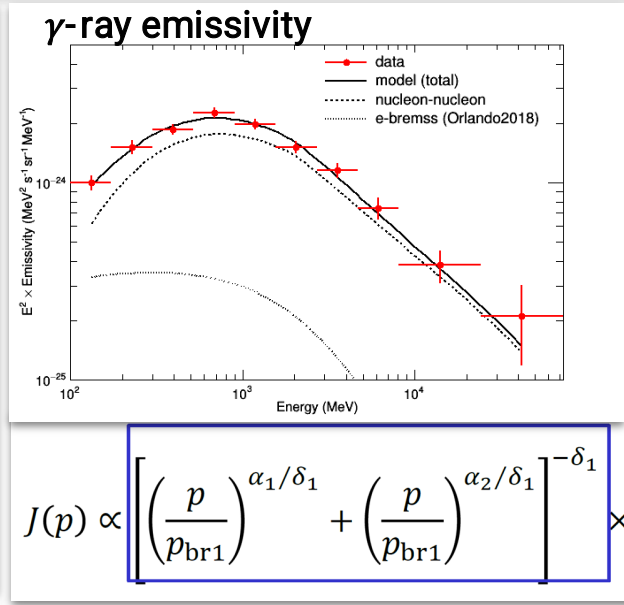 γ-ray emissivity
data
model (total)
nucleon-nucleon
e-bremss (Orlando2018)
E² × Emissivity (MeV² s⁻¹ sr⁻¹ MeV⁻¹)
10⁻²⁴
10⁻²⁵
10² 10³ 10⁴
Energy (MeV)
J(p) ∝ [(p/p_br1)^(α₁/δ₁) + (p/p_br1)^(α₂/δ₁)]^(−δ₁) ×